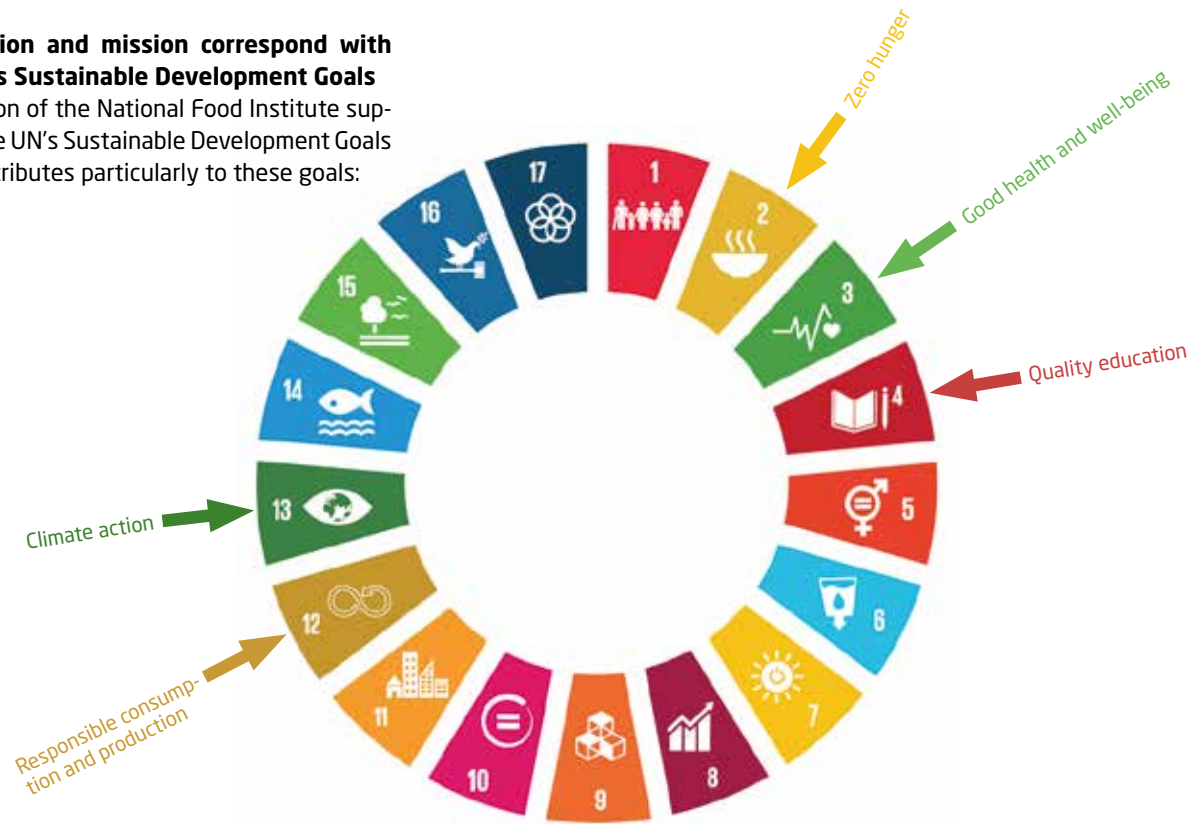 ion and mission correspond with
s Sustainable Development Goals
on of the National Food Institute sup-
e UN's Sustainable Development Goals
tributes particularly to these goals:
Zero hunger
Good health and well-being
Quality education
Climate action
Responsible consump-
tion and production
1
2
3
4
5
6
7
8
9
10
11
12
13
14
15
16
17